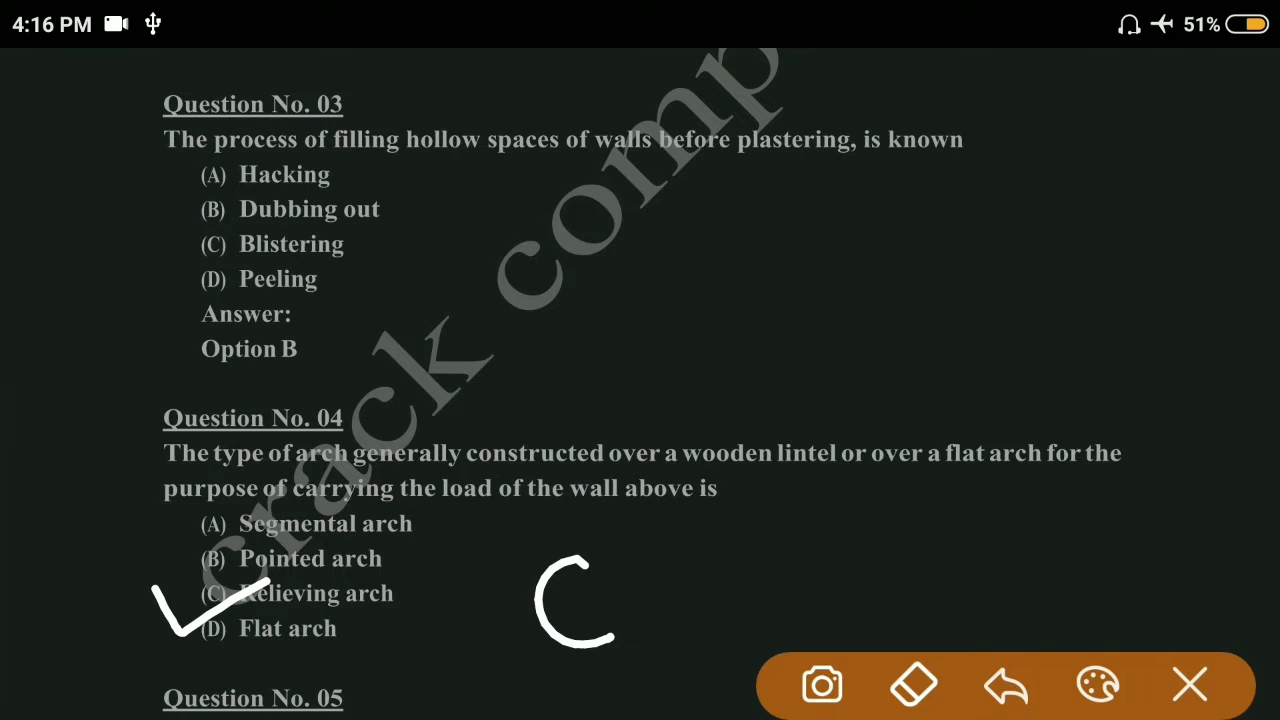 4:16 PM 51%
Question No. 03
The process of filling hollow spaces of walls before plastering, is known
(A) Hacking
(B) Dubbing out
(C) Blistering
(D) Peeling
Answer:
Option B
Question No. 04
The type of arch generally constructed over a wooden lintel or over a flat arch for the
purpose of carrying the load of the wall above is
(A) Segmental arch
(B) Pointed arch
(C) Relieving arch
(D) Flat arch
C
Question No. 05
crack comp